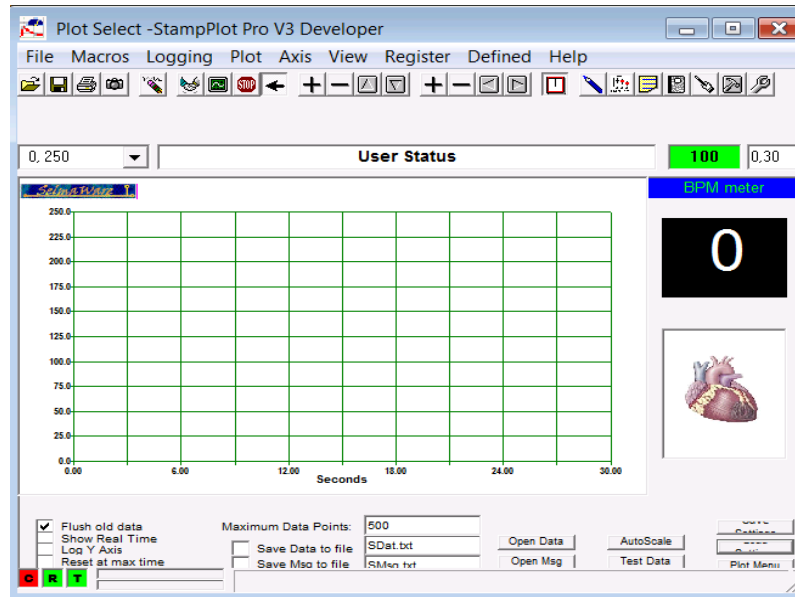 Plot Select -StampPlot Pro V3 Developer
File Macros Logging Plot Axis View Register Defined Help
STOP
0, 250 User Status 100 0,30
SelmaWare BPM meter
250.0
225.0
200.0
175.0
150.0
125.0
100.0
75.0
50.0
25.0
0.0
0.00 6.00 12.00 18.00 24.00 30.00
Seconds
0
Flush old data Maximum Data Points: 500
Show Real Time
Log Y Axis Save Data to file SDat.txt Open Data AutoScale
Reset at max time Save Msg to file SMsg.txt Open Msg Test Data Plot Menu
C R T